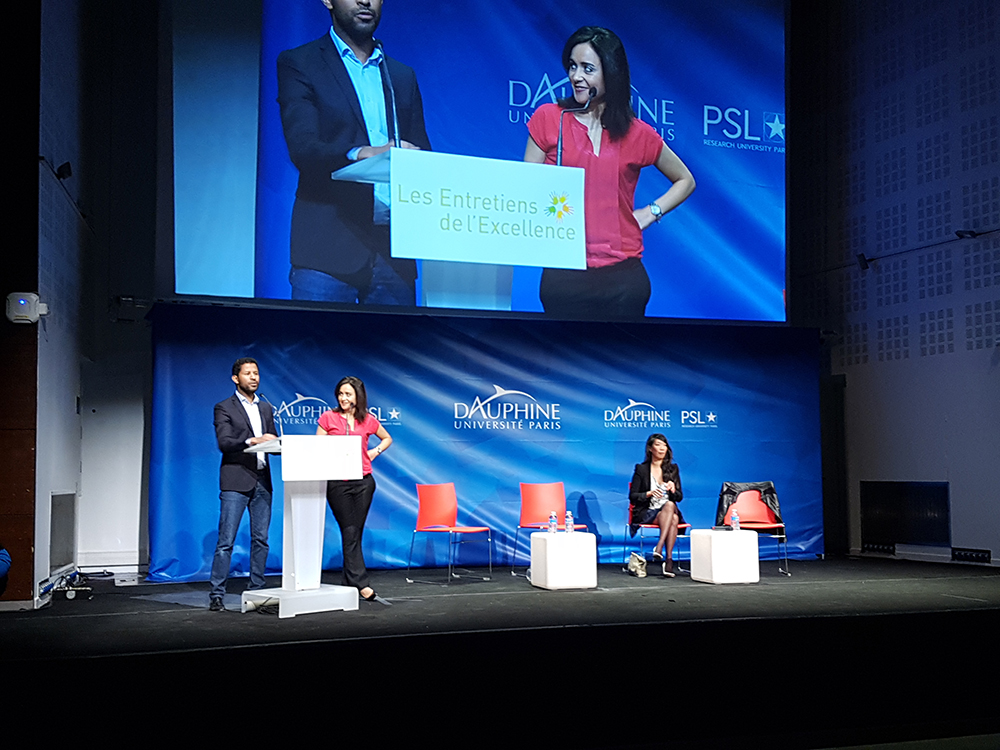 DAUPHINE
UNIVERSITÉ PARIS
PSL
RESEARCH UNIVERSITY PARIS
Les Entretiens
de l'Excellence
DAUPHINE
UNIVERSITÉ PARIS
PSL
DAUPHINE
UNIVERSITÉ PARIS
DAUPHINE
UNIVERSITÉ PARIS
PSL